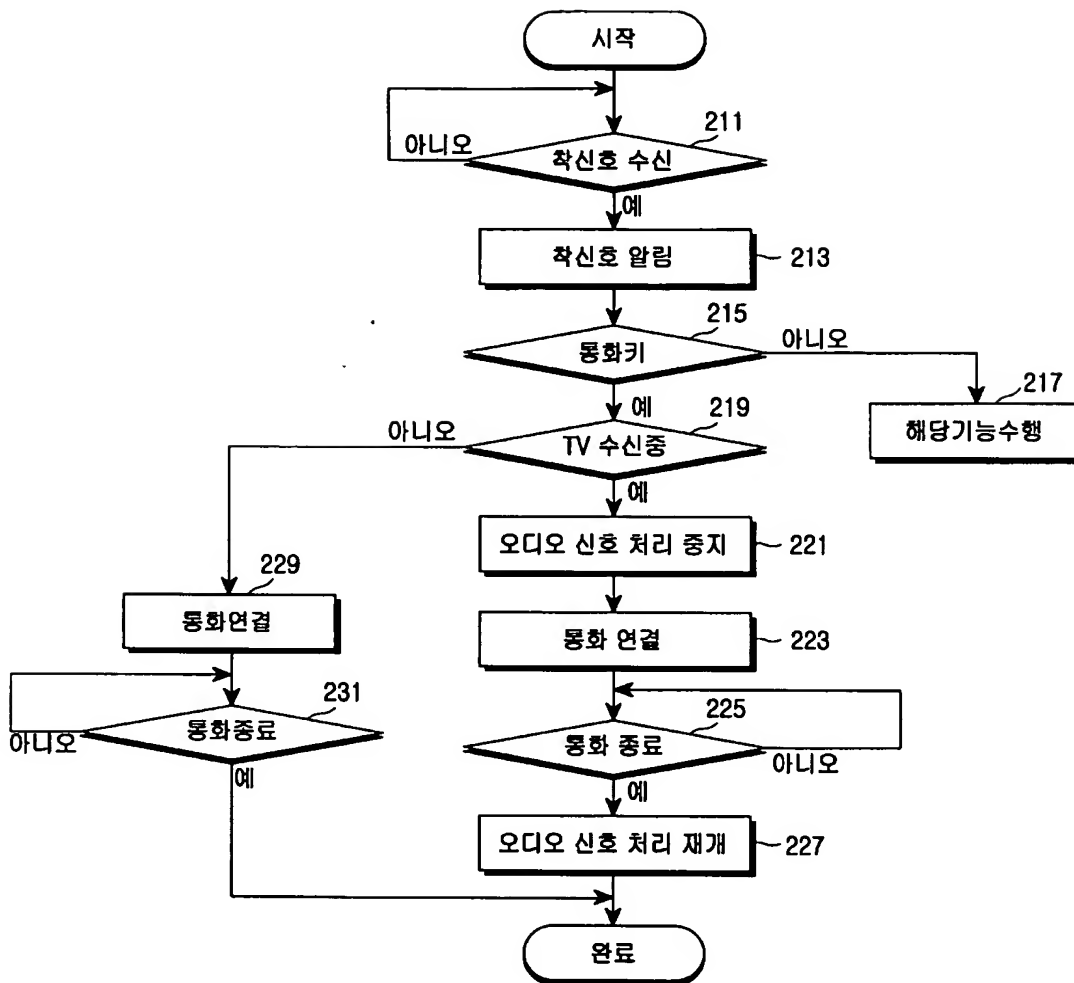 시작
211
아니오
착신호 수신
예
착신호 알림
213
215
통화키
아니오
217
해당기능수행
예
219
아니오
TV 수신중
예
오디오 신호 처리 중지
221
229
통화연결
통화 연결
223
231
통화종료
아니오
예
225
통화 종료
아니오
예
오디오 신호 처리 재개
227
완료